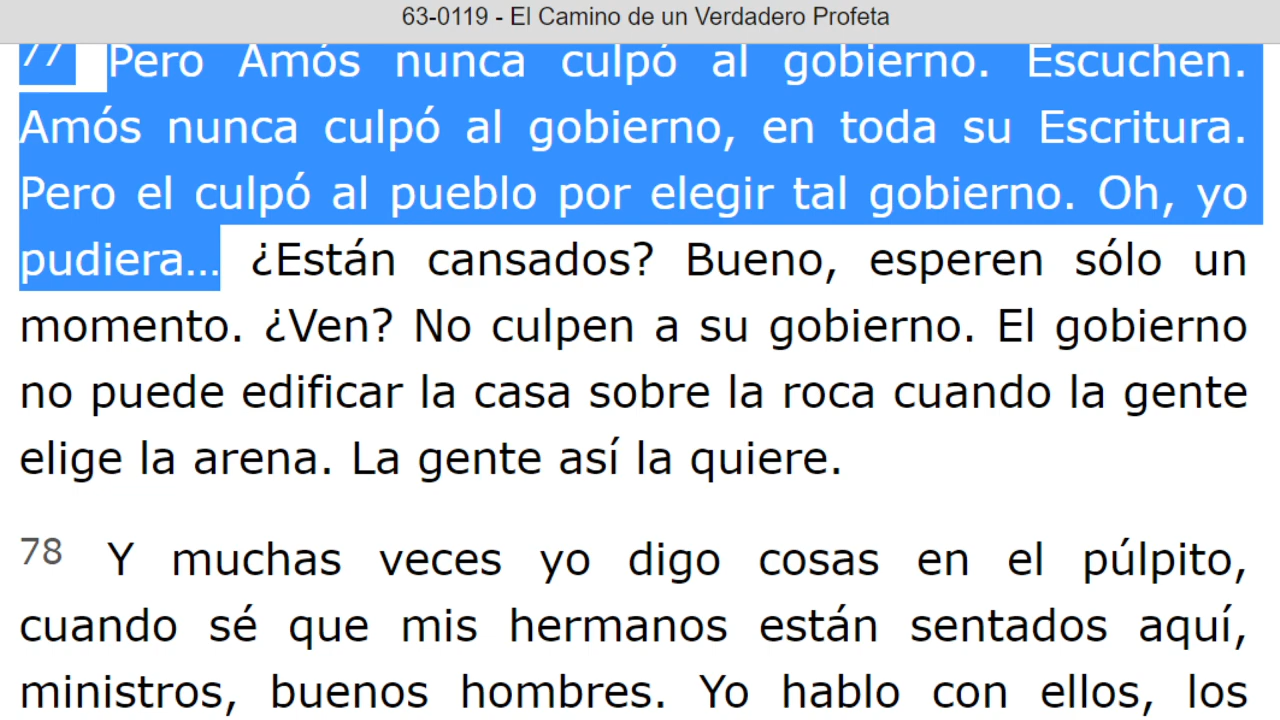 63-0119 - El Camino de un Verdadero Profeta
77 Pero Amós nunca culpó al gobierno. Escuchen.
Amós nunca culpó al gobierno, en toda su Escritura.
Pero el culpó al pueblo por elegir tal gobierno. Oh, yo
pudiera... ¿Están cansados? Bueno, esperen sólo un
momento. ¿Ven? No culpen a su gobierno. El gobierno
no puede edificar la casa sobre la roca cuando la gente
elige la arena. La gente así la quiere.
78 Y muchas veces yo digo cosas en el púlpito,
cuando sé que mis hermanos están sentados aquí,
ministros, buenos hombres. Yo hablo con ellos, los